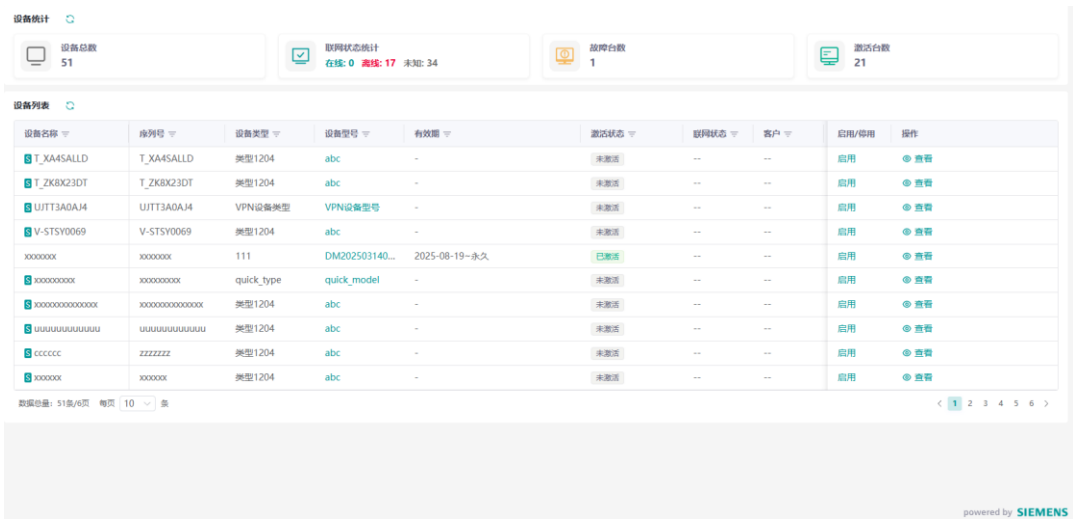 设备统计
设备总数
51
联网状态统计
在线: 0 离线: 17 未知: 34
故障台数
1
激活台数
21
设备列表
设备名称 序列号 设备类型 设备型号 有效期 激活状态 联网状态 客户 启用/停用 操作
S T_XA4SALLD T_XA4SALLD 类型1204 abc - 未激活 -- -- 启用 查看
S T_ZK8X23DT T_ZK8X23DT 类型1204 abc - 未激活 -- -- 启用 查看
S UJTT3A0AJ4 UJTT3A0AJ4 VPN设备类型 VPN设备型号 - 未激活 -- -- 启用 查看
S V-STSY0069 V-STSY0069 类型1204 abc - 未激活 -- -- 启用 查看
xxxxxxx xxxxxxx 111 DM202503140... 2025-08-19~永久 已激活 -- -- 启用 查看
S xxxxxxxxx xxxxxxxxx quick_type quick_model - 未激活 -- -- 启用 查看
S xxxxxxxxxxxxxx xxxxxxxxxxxxxx 类型1204 abc - 未激活 -- -- 启用 查看
S uuuuuuuuuuuu uuuuuuuuuuuu 类型1204 abc - 未激活 -- -- 启用 查看
S cccccc zzzzzzz 类型1204 abc - 未激活 -- -- 启用 查看
S xxxxxx xxxxxx 类型1204 abc - 未激活 -- -- 启用 查看
数据总量: 51条/6页 每页 10 条 < 1 2 3 4 5 6 >
powered by SIEMENS